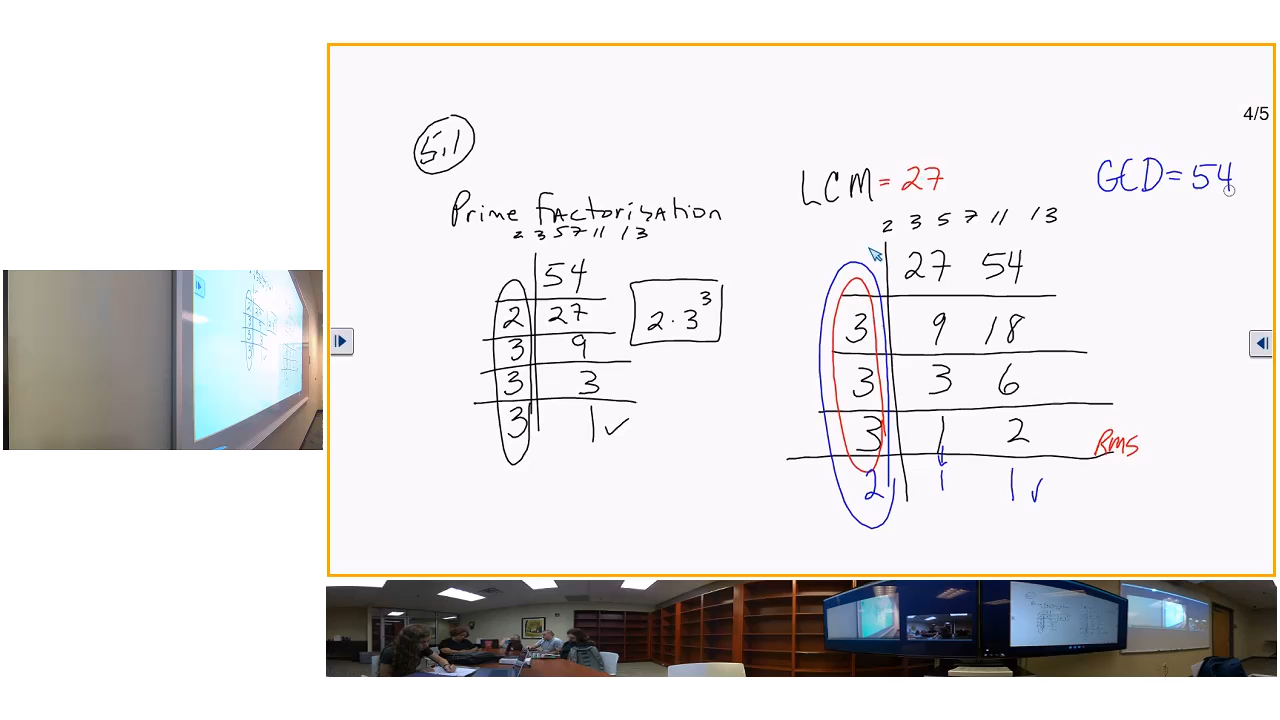 4/5
5.1
LCM = 27
GCD = 54
Prime Factorisation
2 3 5 7 11 13
54
2 27
3 9
3 3
3 1 ✓
2 · 3³
2 3 5 7 11 13
27 54
3 9 18
3 3 6
3 1 2
RMS
2 1 1 ✓